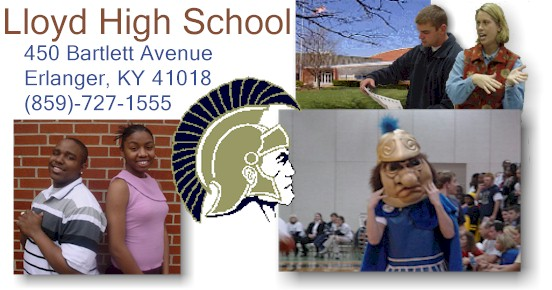 Lloyd High School
450 Bartlett Avenue
Erlanger, KY 41018
(859)-727-1555